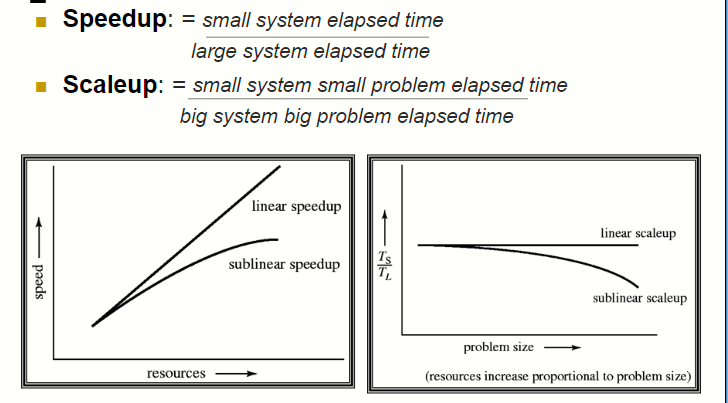 Speedup: = small system elapsed time
large system elapsed time
Scaleup: = small system small problem elapsed time
big system big problem elapsed time
linear speedup
sublinear speedup
speed
resources
linear scaleup
T_S
T_L
sublinear scaleup
problem size
(resources increase proportional to problem size)